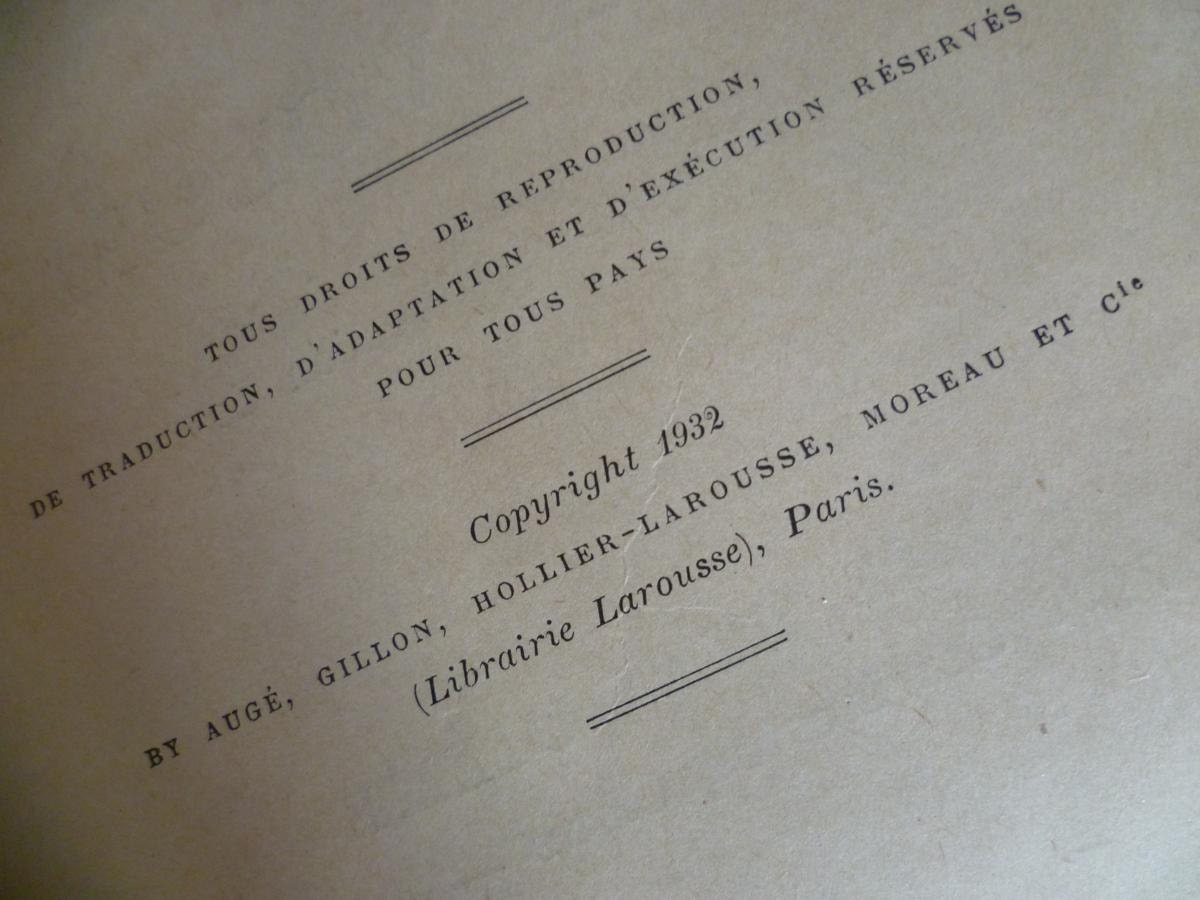 TOUS DROITS DE REPRODUCTION,
DE TRADUCTION, D'ADAPTATION ET D'EXÉCUTION RÉSERVÉS
POUR TOUS PAYS
Copyright 1932
BY AUGÉ, GILLON, HOLLIER-LAROUSSE, MOREAU ET Cie
(Librairie Larousse), Paris.